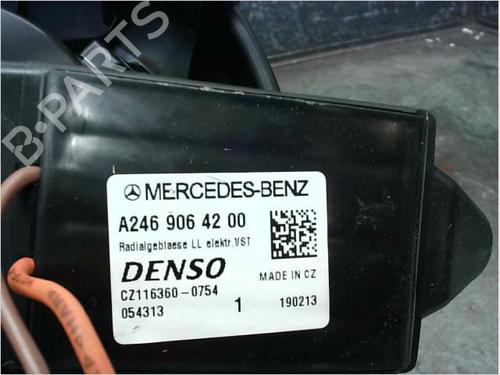 B-PARTS
MERCEDES-BENZ
A246 906 42 00
Radialgeblaese LL elektr.VST
DENSO
MADE IN CZ
CZ116360-0754
054313 1 190213